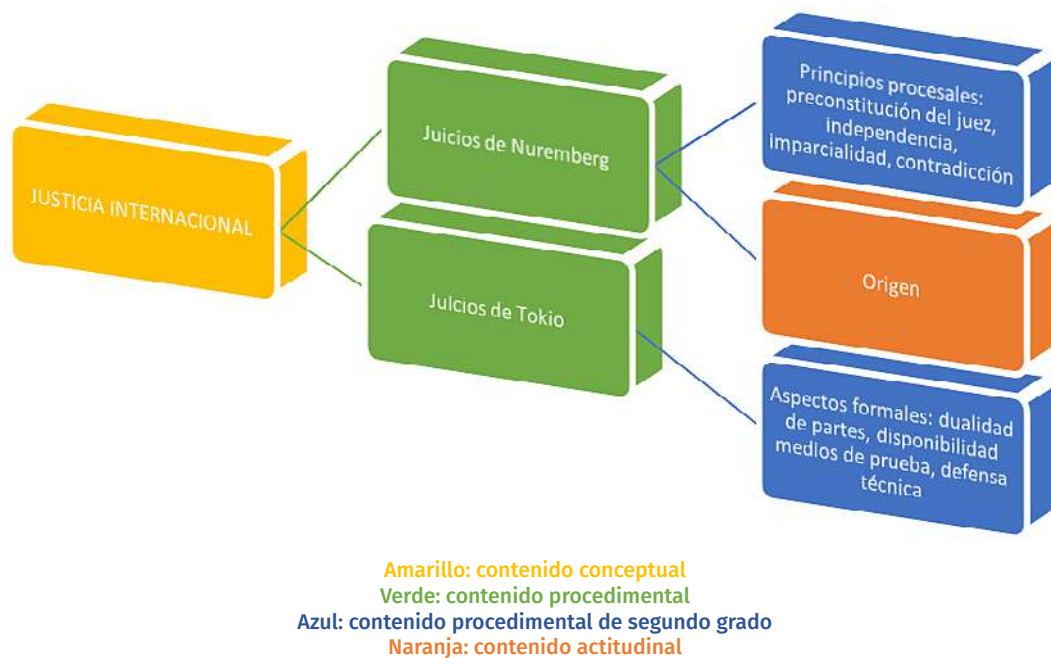 JUSTICIA INTERNACIONAL
Juicios de Nuremberg
Julcios de Tokio
Principios procesales:
preconstitución del juez,
independencia,
imparcialidad, contradicción
Origen
Aspectos formales: dualidad
de partes, disponibilidad
medios de prueba, defensa
técnica
Amarillo: contenido conceptual
Verde: contenido procedimental
Azul: contenido procedimental de segundo grado
Naranja: contenido actitudinal